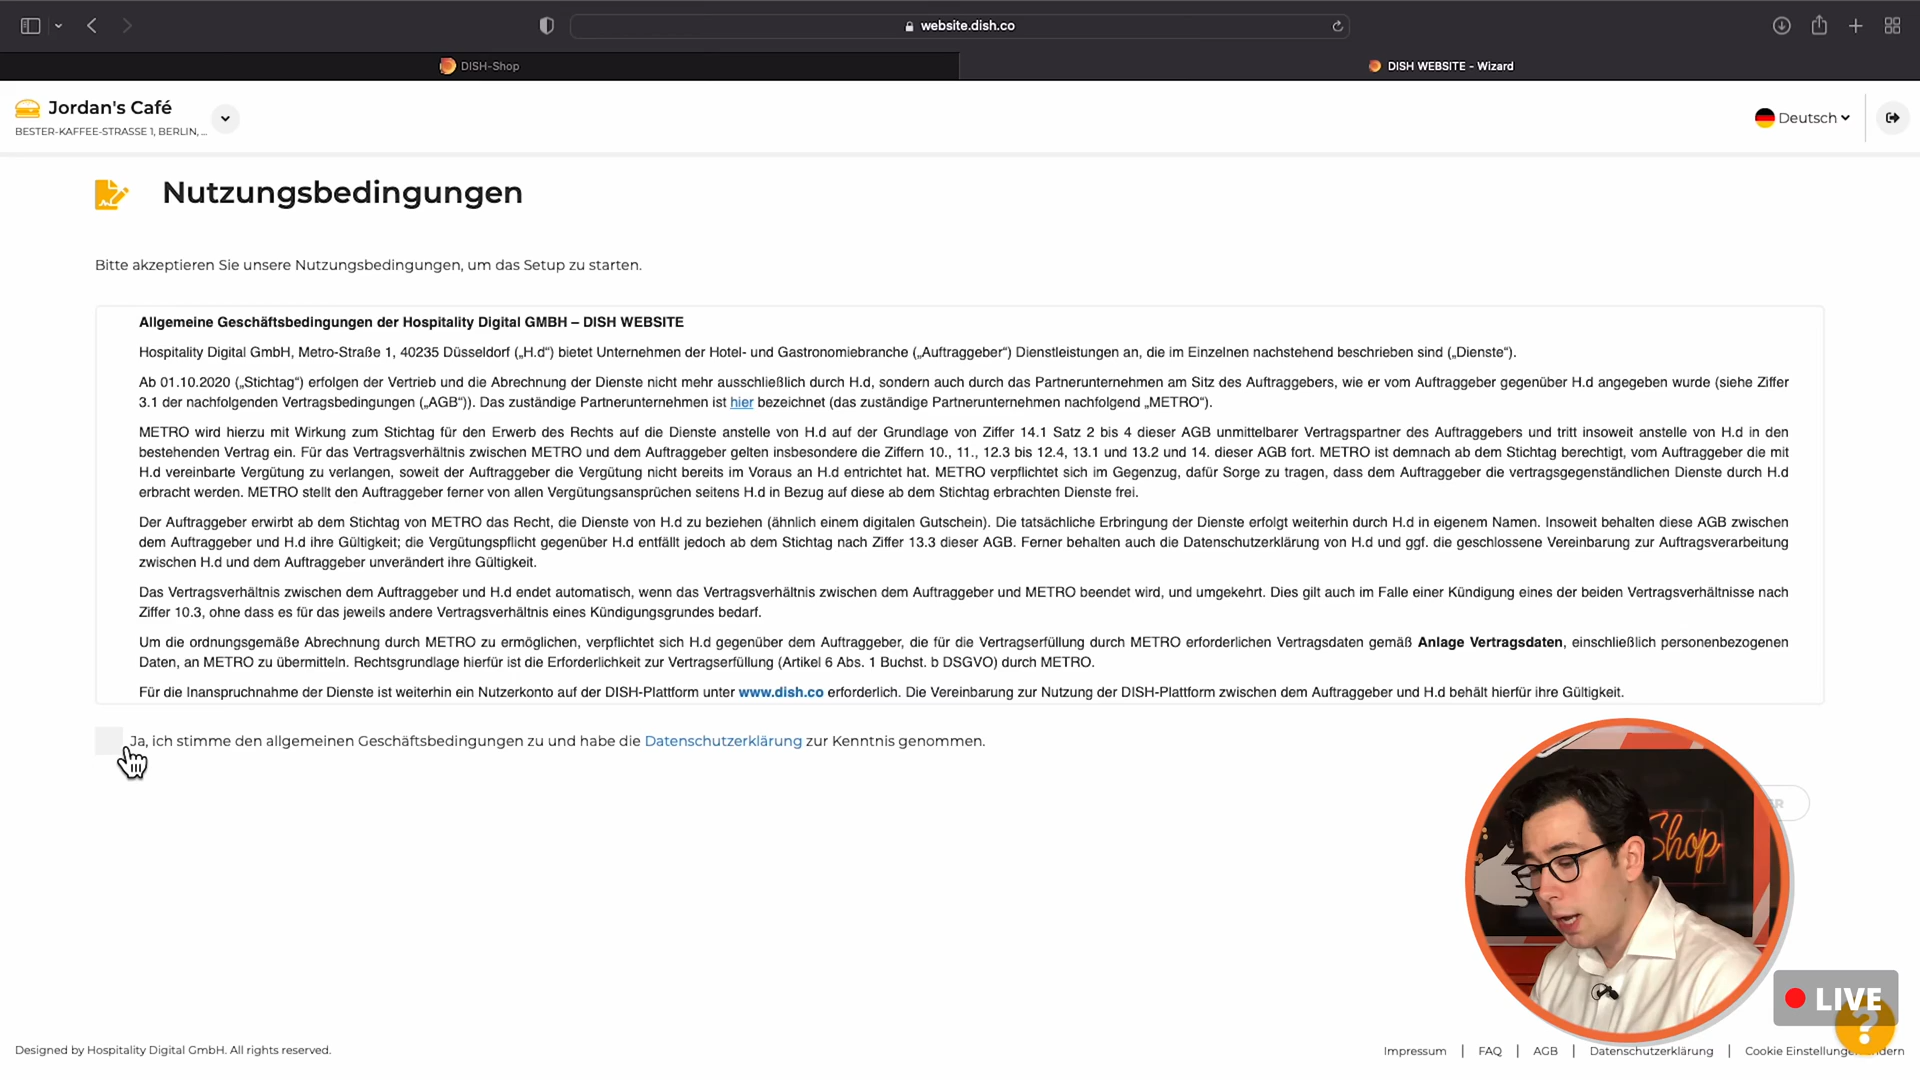 website.dish.co
DISH-Shop
DISH WEBSITE - Wizard
Jordan's Café
BESTER-KAFFEE-STRASSE 1, BERLIN, ...
Deutsch
Nutzungsbedingungen
Bitte akzeptieren Sie unsere Nutzungsbedingungen, um das Setup zu starten.
Allgemeine Geschäftsbedingungen der Hospitality Digital GMBH – DISH WEBSITE
Hospitality Digital GmbH, Metro-Straße 1, 40235 Düsseldorf („H.d“) bietet Unternehmen der Hotel- und Gastronomiebranche („Auftraggeber“) Dienstleistungen an, die im Einzelnen nachstehend beschrieben sind („Dienste“).
Ab 01.10.2020 („Stichtag“) erfolgen der Vertrieb und die Abrechnung der Dienste nicht mehr ausschließlich durch H.d, sondern auch durch das Partnerunternehmen am Sitz des Auftraggebers, wie er vom Auftraggeber gegenüber H.d angegeben wurde (siehe Ziffer
3.1 der nachfolgenden Vertragsbedingungen („AGB“)). Das zuständige Partnerunternehmen ist hier bezeichnet (das zuständige Partnerunternehmen nachfolgend „METRO“).
METRO wird hierzu mit Wirkung zum Stichtag für den Erwerb des Rechts auf die Dienste anstelle von H.d auf der Grundlage von Ziffer 14.1 Satz 2 bis 4 dieser AGB unmittelbarer Vertragspartner des Auftraggebers und tritt insoweit anstelle von H.d in den
bestehenden Vertrag ein. Für das Vertragsverhältnis zwischen METRO und dem Auftraggeber gelten insbesondere die Ziffern 10., 11., 12.3 bis 12.4, 13.1 und 13.2 und 14. dieser AGB fort. METRO ist demnach ab dem Stichtag berechtigt, vom Auftraggeber die mit
H.d vereinbarte Vergütung zu verlangen, soweit der Auftraggeber die Vergütung nicht bereits im Voraus an H.d entrichtet hat. METRO verpflichtet sich im Gegenzug, dafür Sorge zu tragen, dass dem Auftraggeber die vertragsgegenständlichen Dienste durch H.d
erbracht werden. METRO stellt den Auftraggeber ferner von allen Vergütungsansprüchen seitens H.d in Bezug auf diese ab dem Stichtag erbrachten Dienste frei.
Der Auftraggeber erwirbt ab dem Stichtag von METRO das Recht, die Dienste von H.d zu beziehen (ähnlich einem digitalen Gutschein). Die tatsächliche Erbringung der Dienste erfolgt weiterhin durch H.d in eigenem Namen. Insoweit behalten diese AGB zwischen
dem Auftraggeber und H.d ihre Gültigkeit; die Vergütungspflicht gegenüber H.d entfällt jedoch ab dem Stichtag nach Ziffer 13.3 dieser AGB. Ferner behalten auch die Datenschutzerklärung von H.d und ggf. die geschlossene Vereinbarung zur Auftragsverarbeitung
zwischen H.d und dem Auftraggeber unverändert ihre Gültigkeit.
Das Vertragsverhältnis zwischen dem Auftraggeber und H.d endet automatisch, wenn das Vertragsverhältnis zwischen dem Auftraggeber und METRO beendet wird, und umgekehrt. Dies gilt auch im Falle einer Kündigung eines der beiden Vertragsverhältnisse nach
Ziffer 10.3, ohne dass es für das jeweils andere Vertragsverhältnis eines Kündigungsgrundes bedarf.
Um die ordnungsgemäße Abrechnung durch METRO zu ermöglichen, verpflichtet sich H.d gegenüber dem Auftraggeber, die für die Vertragserfüllung durch METRO erforderlichen Vertragsdaten gemäß Anlage Vertragsdaten, einschließlich personenbezogenen
Daten, an METRO zu übermitteln. Rechtsgrundlage hierfür ist die Erforderlichkeit zur Vertragserfüllung (Artikel 6 Abs. 1 Buchst. b DSGVO) durch METRO.
Für die Inanspruchnahme der Dienste ist weiterhin ein Nutzerkonto auf der DISH-Plattform unter www.dish.co erforderlich. Die Vereinbarung zur Nutzung der DISH-Plattform zwischen dem Auftraggeber und H.d behält hierfür ihre Gültigkeit.
Ja, ich stimme den allgemeinen Geschäftsbedingungen zu und habe die Datenschutzerklärung zur Kenntnis genommen.
Shop
LIVE
Designed by Hospitality Digital GmbH. All rights reserved.
Impressum | FAQ | AGB | Datenschutzerklärung | Cookie Einstellungen